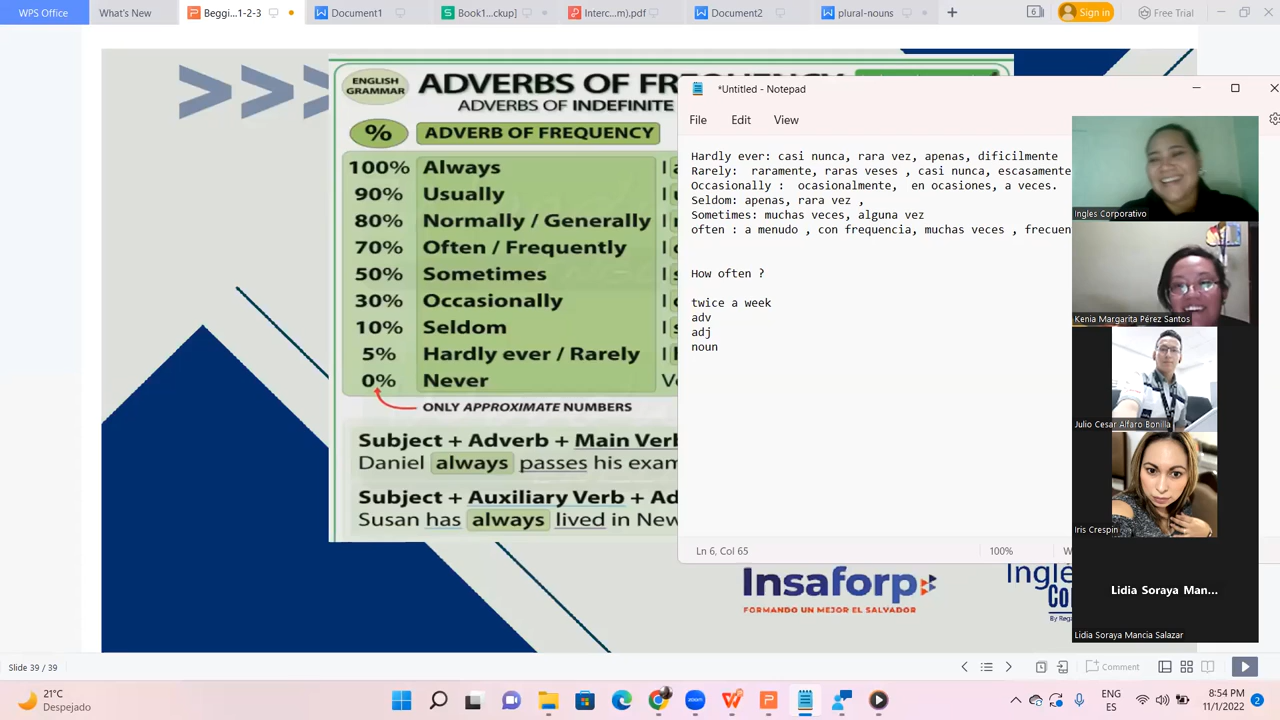 WPS Office
What's New
Beggi...1-2-3
Document1
Book1...ckup]
Interc...m).pdf
Document2
plural-nouns
6
Sign in
Free Trial
ENGLISH
GRAMMAR
ADVERBS OF FREQUENCY
ADVERBS OF INDEFINITE
% ADVERB OF FREQUENCY
100% Always
90% Usually
80% Normally / Generally
70% Often / Frequently
50% Sometimes
30% Occasionally
10% Seldom
5% Hardly ever / Rarely
0% Never
ONLY APPROXIMATE NUMBERS
Subject + Adverb + Main Verb
Daniel always passes his exam
Subject + Auxiliary Verb + Ad
Susan has always lived in New
*Untitled - Notepad
File Edit View
Hardly ever: casi nunca, rara vez, apenas, dificilmente
Rarely: raramente, raras veses , casi nunca, escasamente
Occasionally : ocasionalmente, en ocasiones, a veces.
Seldom: apenas, rara vez ,
Sometimes: muchas veces, alguna vez
often : a menudo , con frequencia, muchas veces , frecuen
How often ?
twice a week
adv
adj
noun
Ln 6, Col 65
100%
Ingles Corporativo
Kenia Margarita Pérez Santos
Julio Cesar Alfaro Bonilla
Iris Crespin
Lidia Soraya Man...
Lidia Soraya Mancia Salazar
Insaforp
FORMANDO UN MEJOR EL SALVADOR
Slide 39 / 39
Comment
21°C
Despejado
zoom
ENG
ES
8:54 PM
11/1/2022
2